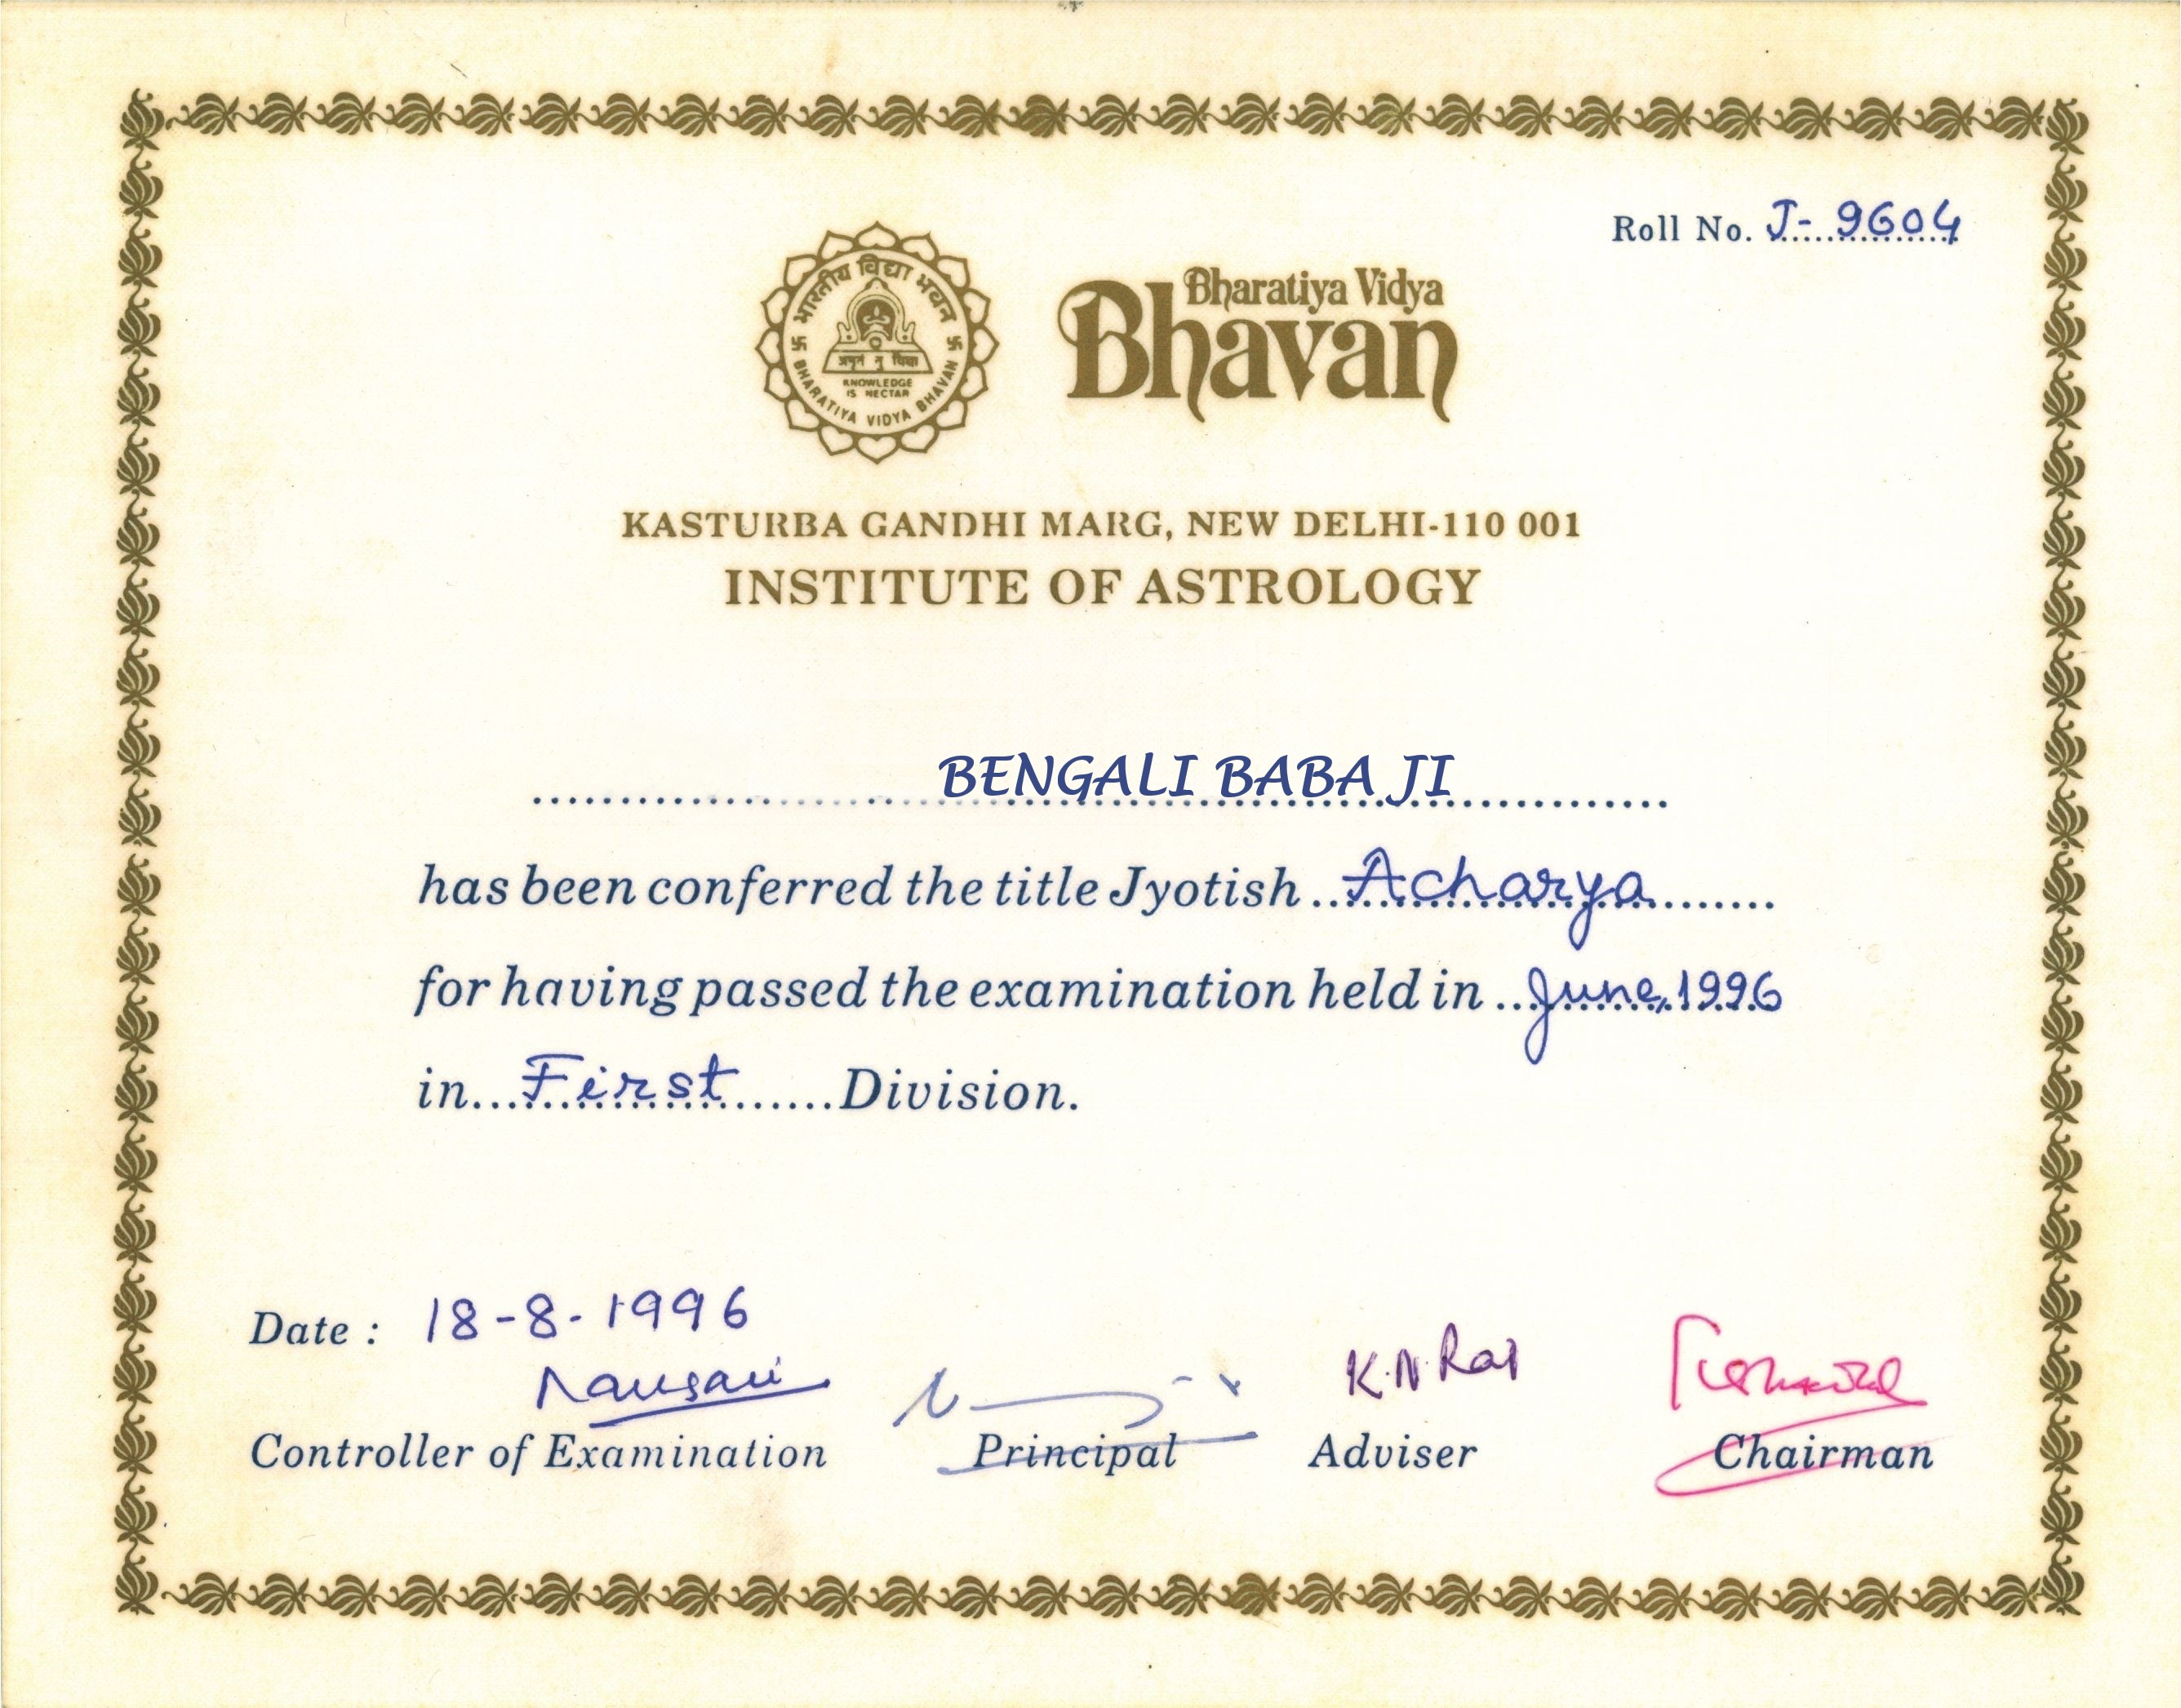 Roll No. J- 9604
भारतीय विद्या भवन
अमृतं तु विद्या
KNOWLEDGE
IS NECTAR
BHARATIYA VIDYA BHAVAN
Bharatiya Vidya
Bhavan
KASTURBA GANDHI MARG, NEW DELHI-110 001
INSTITUTE OF ASTROLOGY
BENGALI BABA JI
has been conferred the title Jyotish Acharya
for having passed the examination held in June, 1996
in First Division.
Date : 18-8-1996
K.N. Rao
Controller of Examination Principal Adviser Chairman